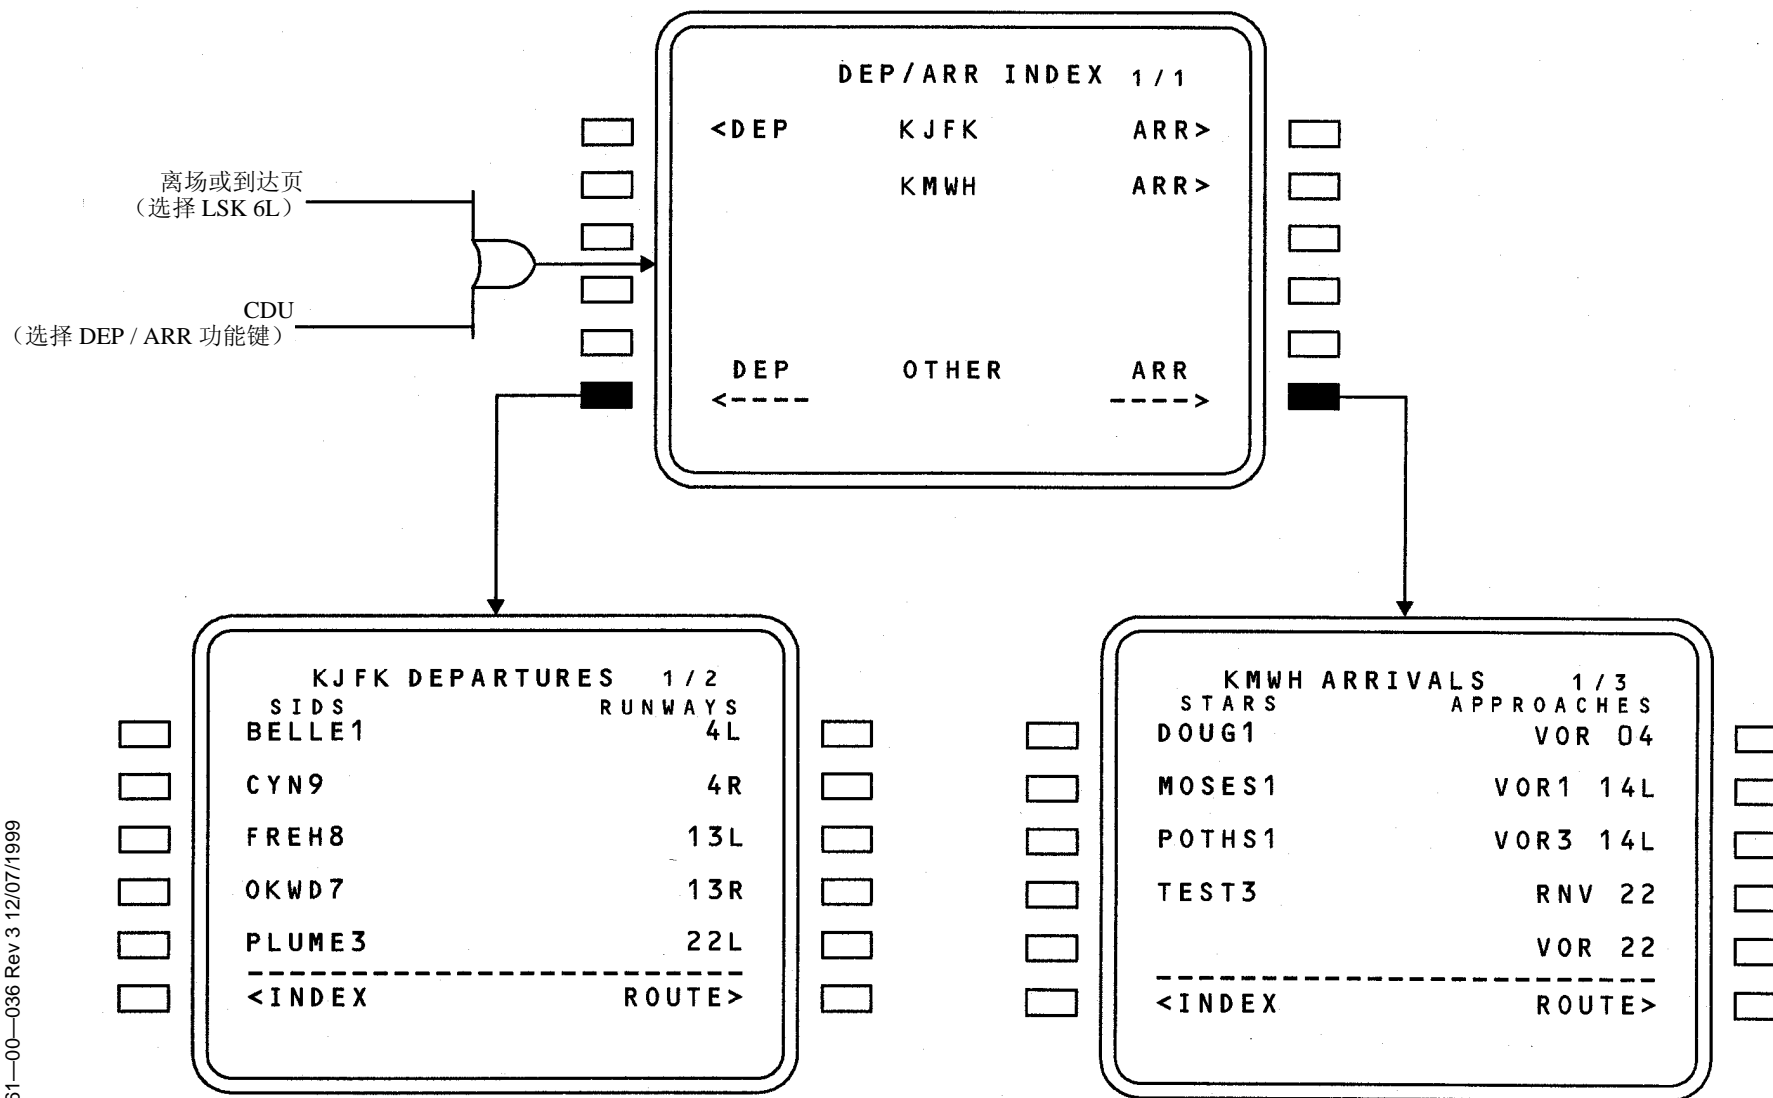 DEP/ARR INDEX 1/1
<DEP KJFK ARR>
KMWH ARR>
DEP OTHER ARR
<---- ---->
离场或到达页
（选择 LSK 6L）
CDU
（选择 DEP / ARR 功能键）
KJFK DEPARTURES 1/2
SIDS RUNWAYS
BELLE1 4L
CYN9 4R
FREH8 13L
OKWD7 13R
PLUME3 22L
<INDEX ROUTE>
KMWH ARRIVALS 1/3
STARS APPROACHES
DOUG1 VOR 04
MOSES1 VOR1 14L
POTHS1 VOR3 14L
TEST3 RNV 22
VOR 22
<INDEX ROUTE>
61—00—036 Rev 3 12/07/1999